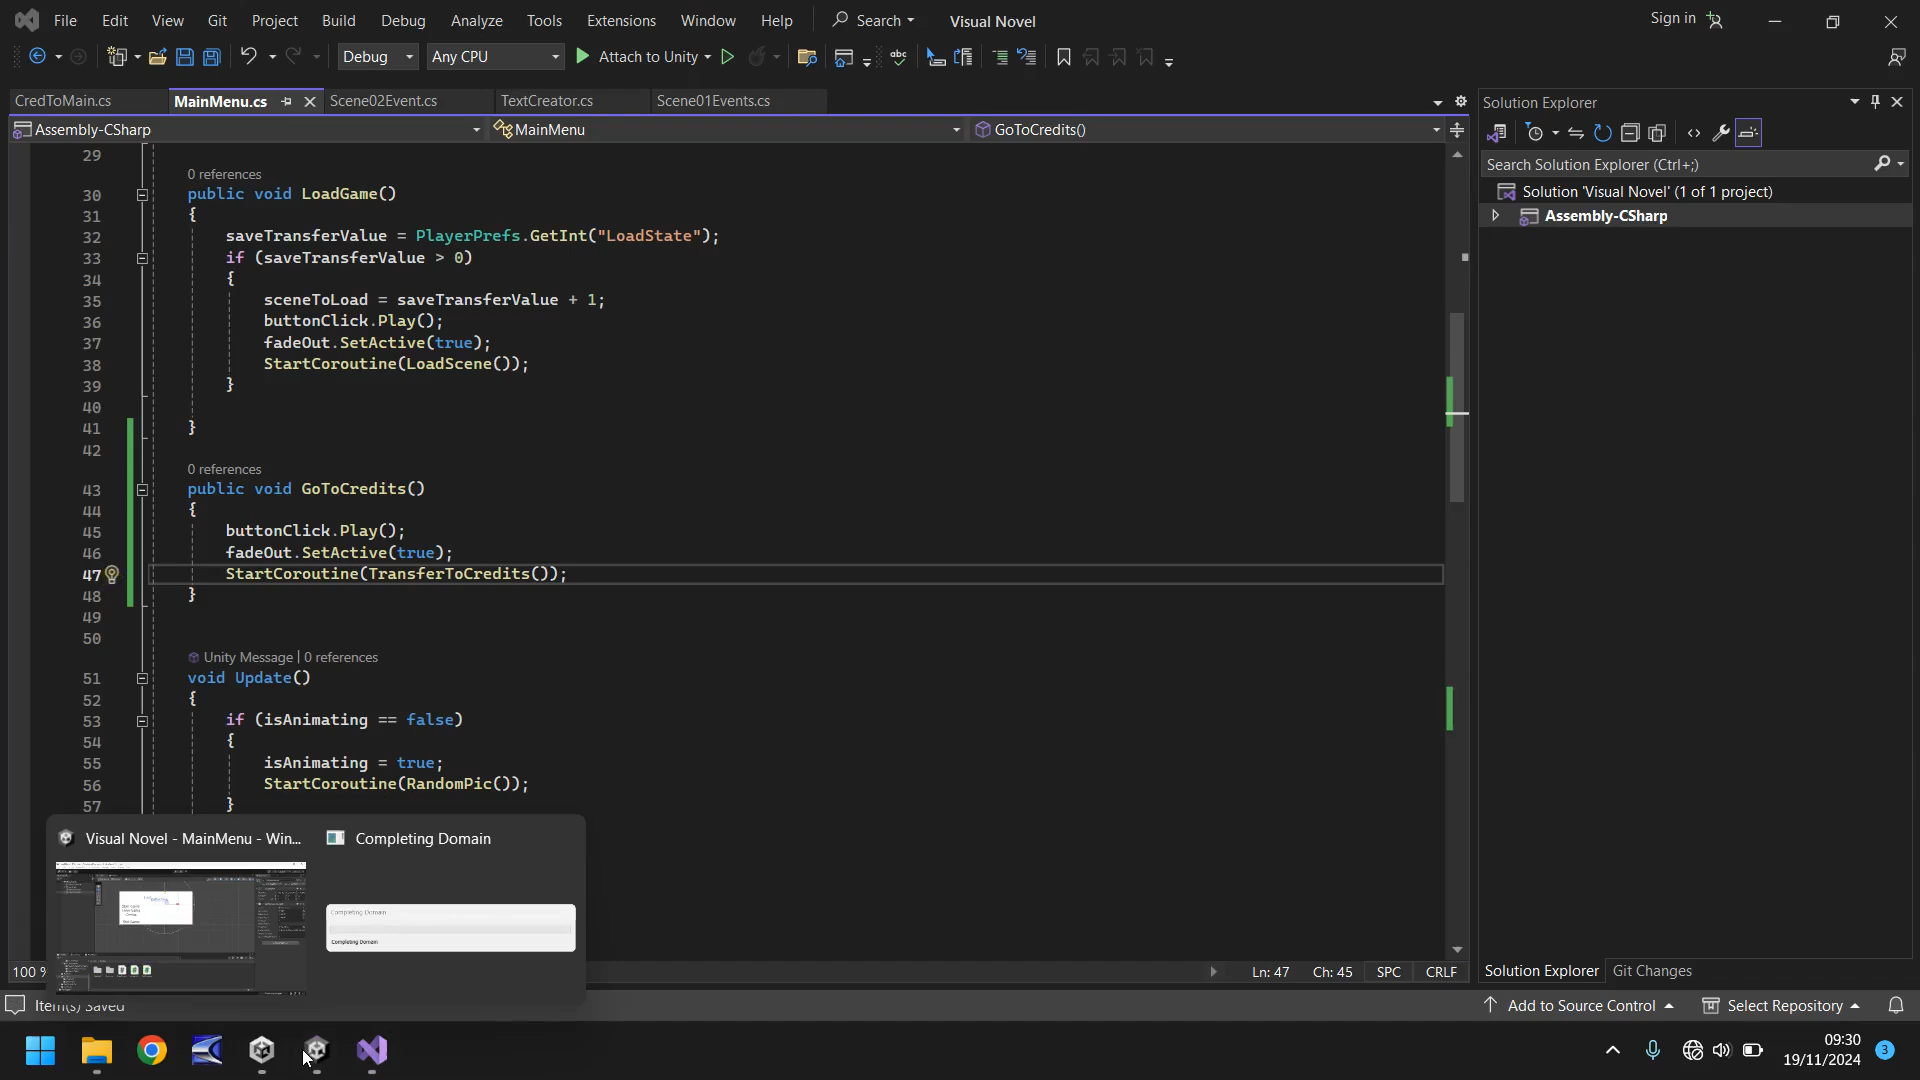 File Edit View Git Project Build Debug Analyze Tools Extensions Window Help Search Visual Novel Sign in
Debug Any CPU Attach to Unity
CredToMain.cs MainMenu.cs Scene02Event.cs TextCreator.cs Scene01Events.cs
Assembly-CSharp MainMenu GoToCredits()
29
0 references
30 public void LoadGame()
31 {
32 saveTransferValue = PlayerPrefs.GetInt("LoadState");
33 if (saveTransferValue > 0)
34 {
35 sceneToLoad = saveTransferValue + 1;
36 buttonClick.Play();
37 fadeOut.SetActive(true);
38 StartCoroutine(LoadScene());
39 }
40
41 }
42
0 references
43 public void GoToCredits()
44 {
45 buttonClick.Play();
46 fadeOut.SetActive(true);
47 StartCoroutine(TransferToCredits());
48 }
49
50
Unity Message | 0 references
51 void Update()
52 {
53 if (isAnimating == false)
54 {
55 isAnimating = true;
56 StartCoroutine(RandomPic());
57 }
Visual Novel - MainMenu - Win... Completing Domain
Completing Domain
Completing Domain
100 % Ln: 47 Ch: 45 SPC CRLF
Item(s) Saved
Solution Explorer
Search Solution Explorer (Ctrl+;)
Solution 'Visual Novel' (1 of 1 project)
Assembly-CSharp
Solution Explorer Git Changes
Add to Source Control Select Repository
09:30
19/11/2024 3